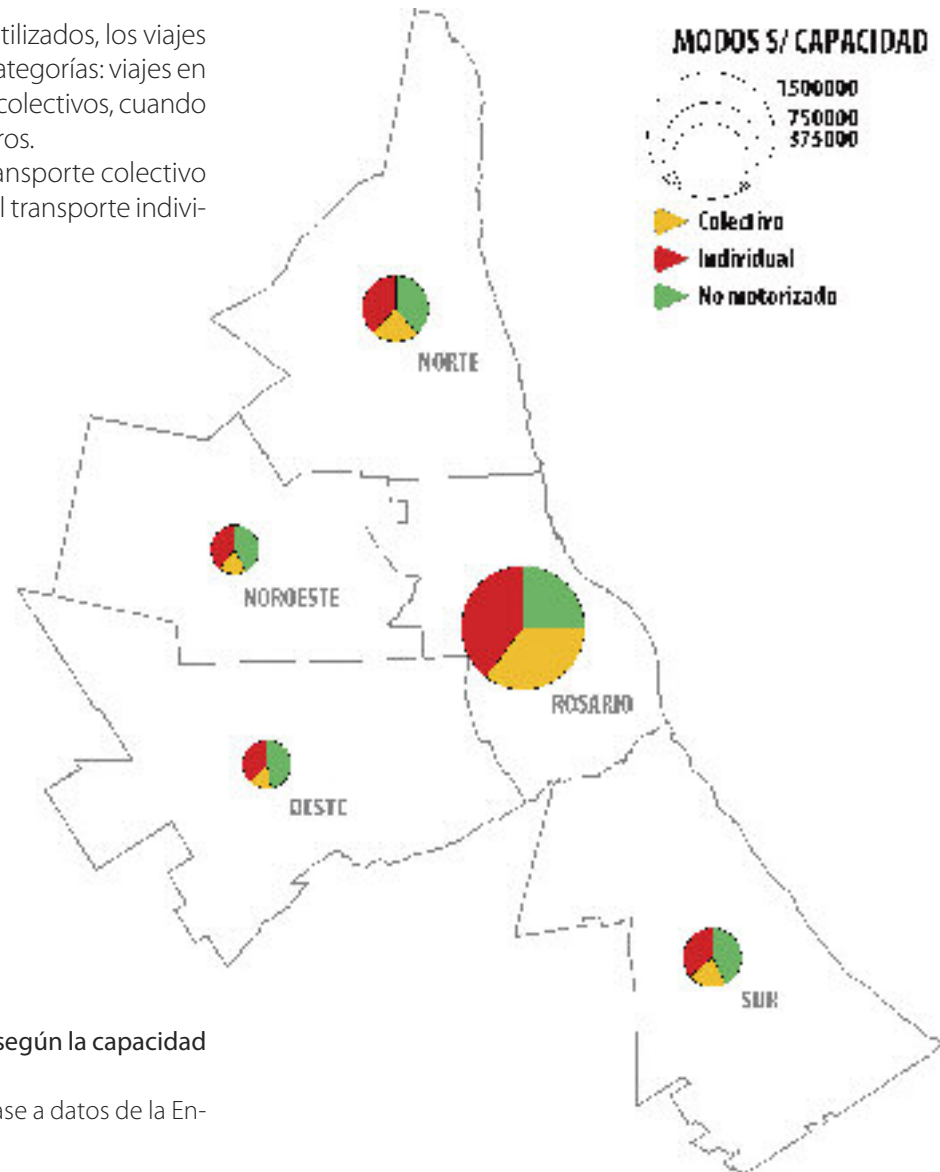 tilizados, los viajes
ategorías: viajes en
colectivos, cuando
ros.
ansporte colectivo
l transporte indivi-
MODOS S/ CAPACIDAD
1500000
750000
375000
Colectivo
Individual
No motorizado
NORTE
NOROESTE
ROSARIO
OESTE
SUR
según la capacidad
ase a datos de la En-